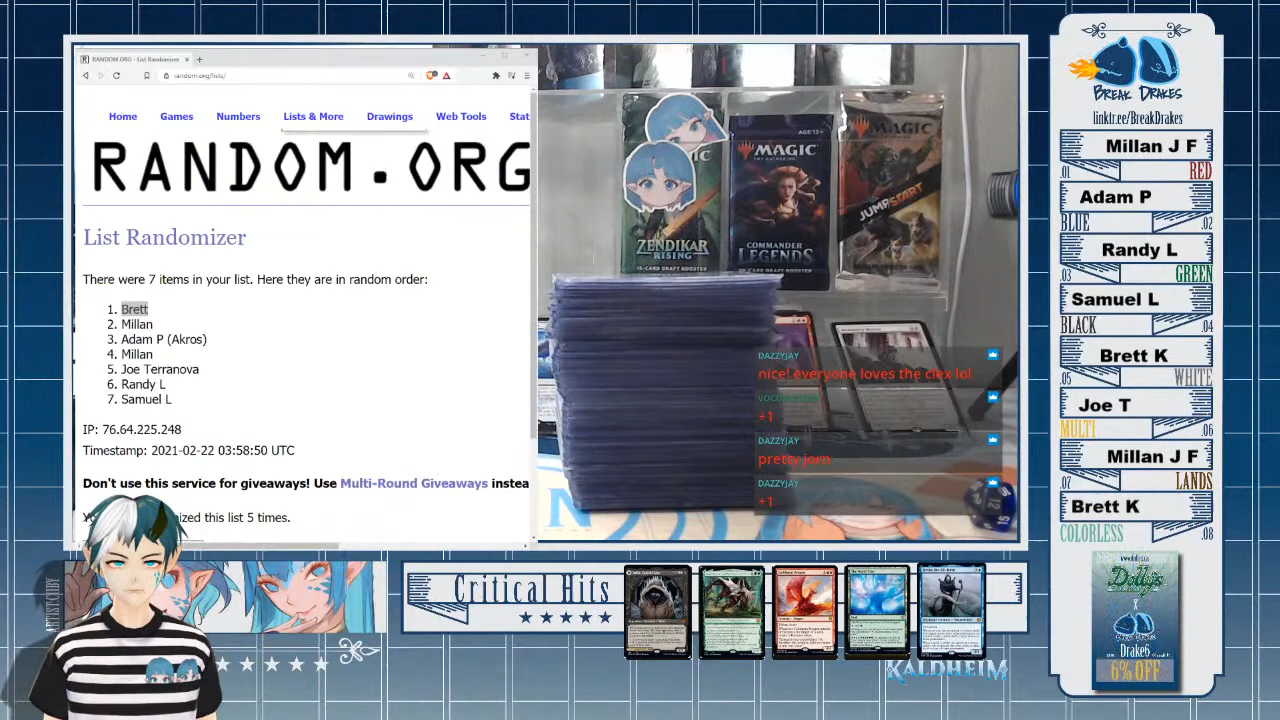 RANDOM.ORG - List Randomizer
random.org/lists/
Home Games Numbers Lists & More Drawings Web Tools Stat
RANDOM.ORG
List Randomizer
There were 7 items in your list. Here they are in random order:
1. Brett
2. Millan
3. Adam P (Akros)
4. Millan
5. Joe Terranova
6. Randy L
7. Samuel L
IP: 76.64.225.248
Timestamp: 2021-02-22 03:58:50 UTC
Don't use this service for giveaways! Use Multi-Round Giveaways instea
ized this list 5 times.
ZENDIKAR
RISING
AGE 13+
MAGIC
THE GATHERING
COMMANDER
LEGENDS
MAGIC
JUMPSTART
DAZZYJAY
nice! everyone loves the clex lol
+1
DAZZYJAY
pretty jorn
DAZZYJAY
+1
Critical Hits
KALDHEIM
BREAK DRAKES
linktr.ee/BreakDrakes
Millan J F
.01 RED
Adam P
BLUE .02
Randy L
.03 GREEN
Samuel L
BLACK .04
Brett K
.05 WHITE
Joe T
MULTI .06
Millan J F
.07 LANDS
Brett K
COLORLESS .08
Drake6
6% OFF